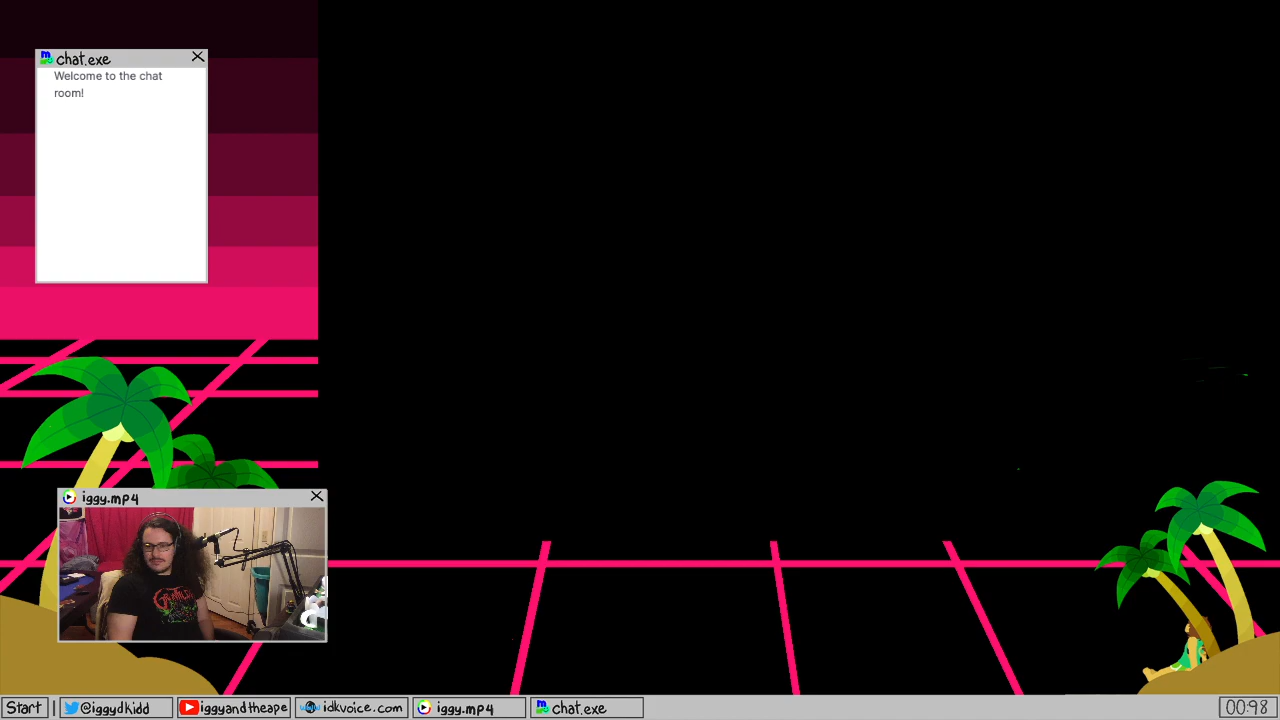 chat.exe
Welcome to the chat
room!
iggy.mp4
Start
@iggydkidd
iggyandtheape
idkvoice.com
iggy.mp4
chat.exe
00:98